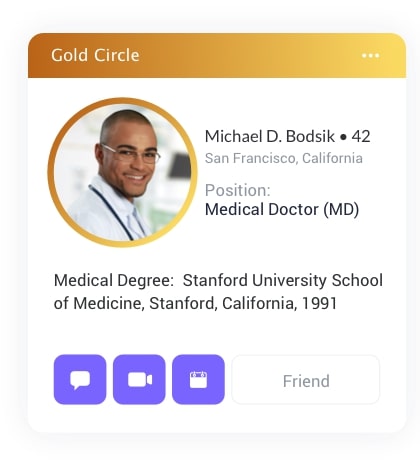 Gold Circle
Michael D. Bodsik • 42
San Francisco, California
Position:
Medical Doctor (MD)
Medical Degree:  Stanford University School
of Medicine, Stanford, California, 1991
Friend